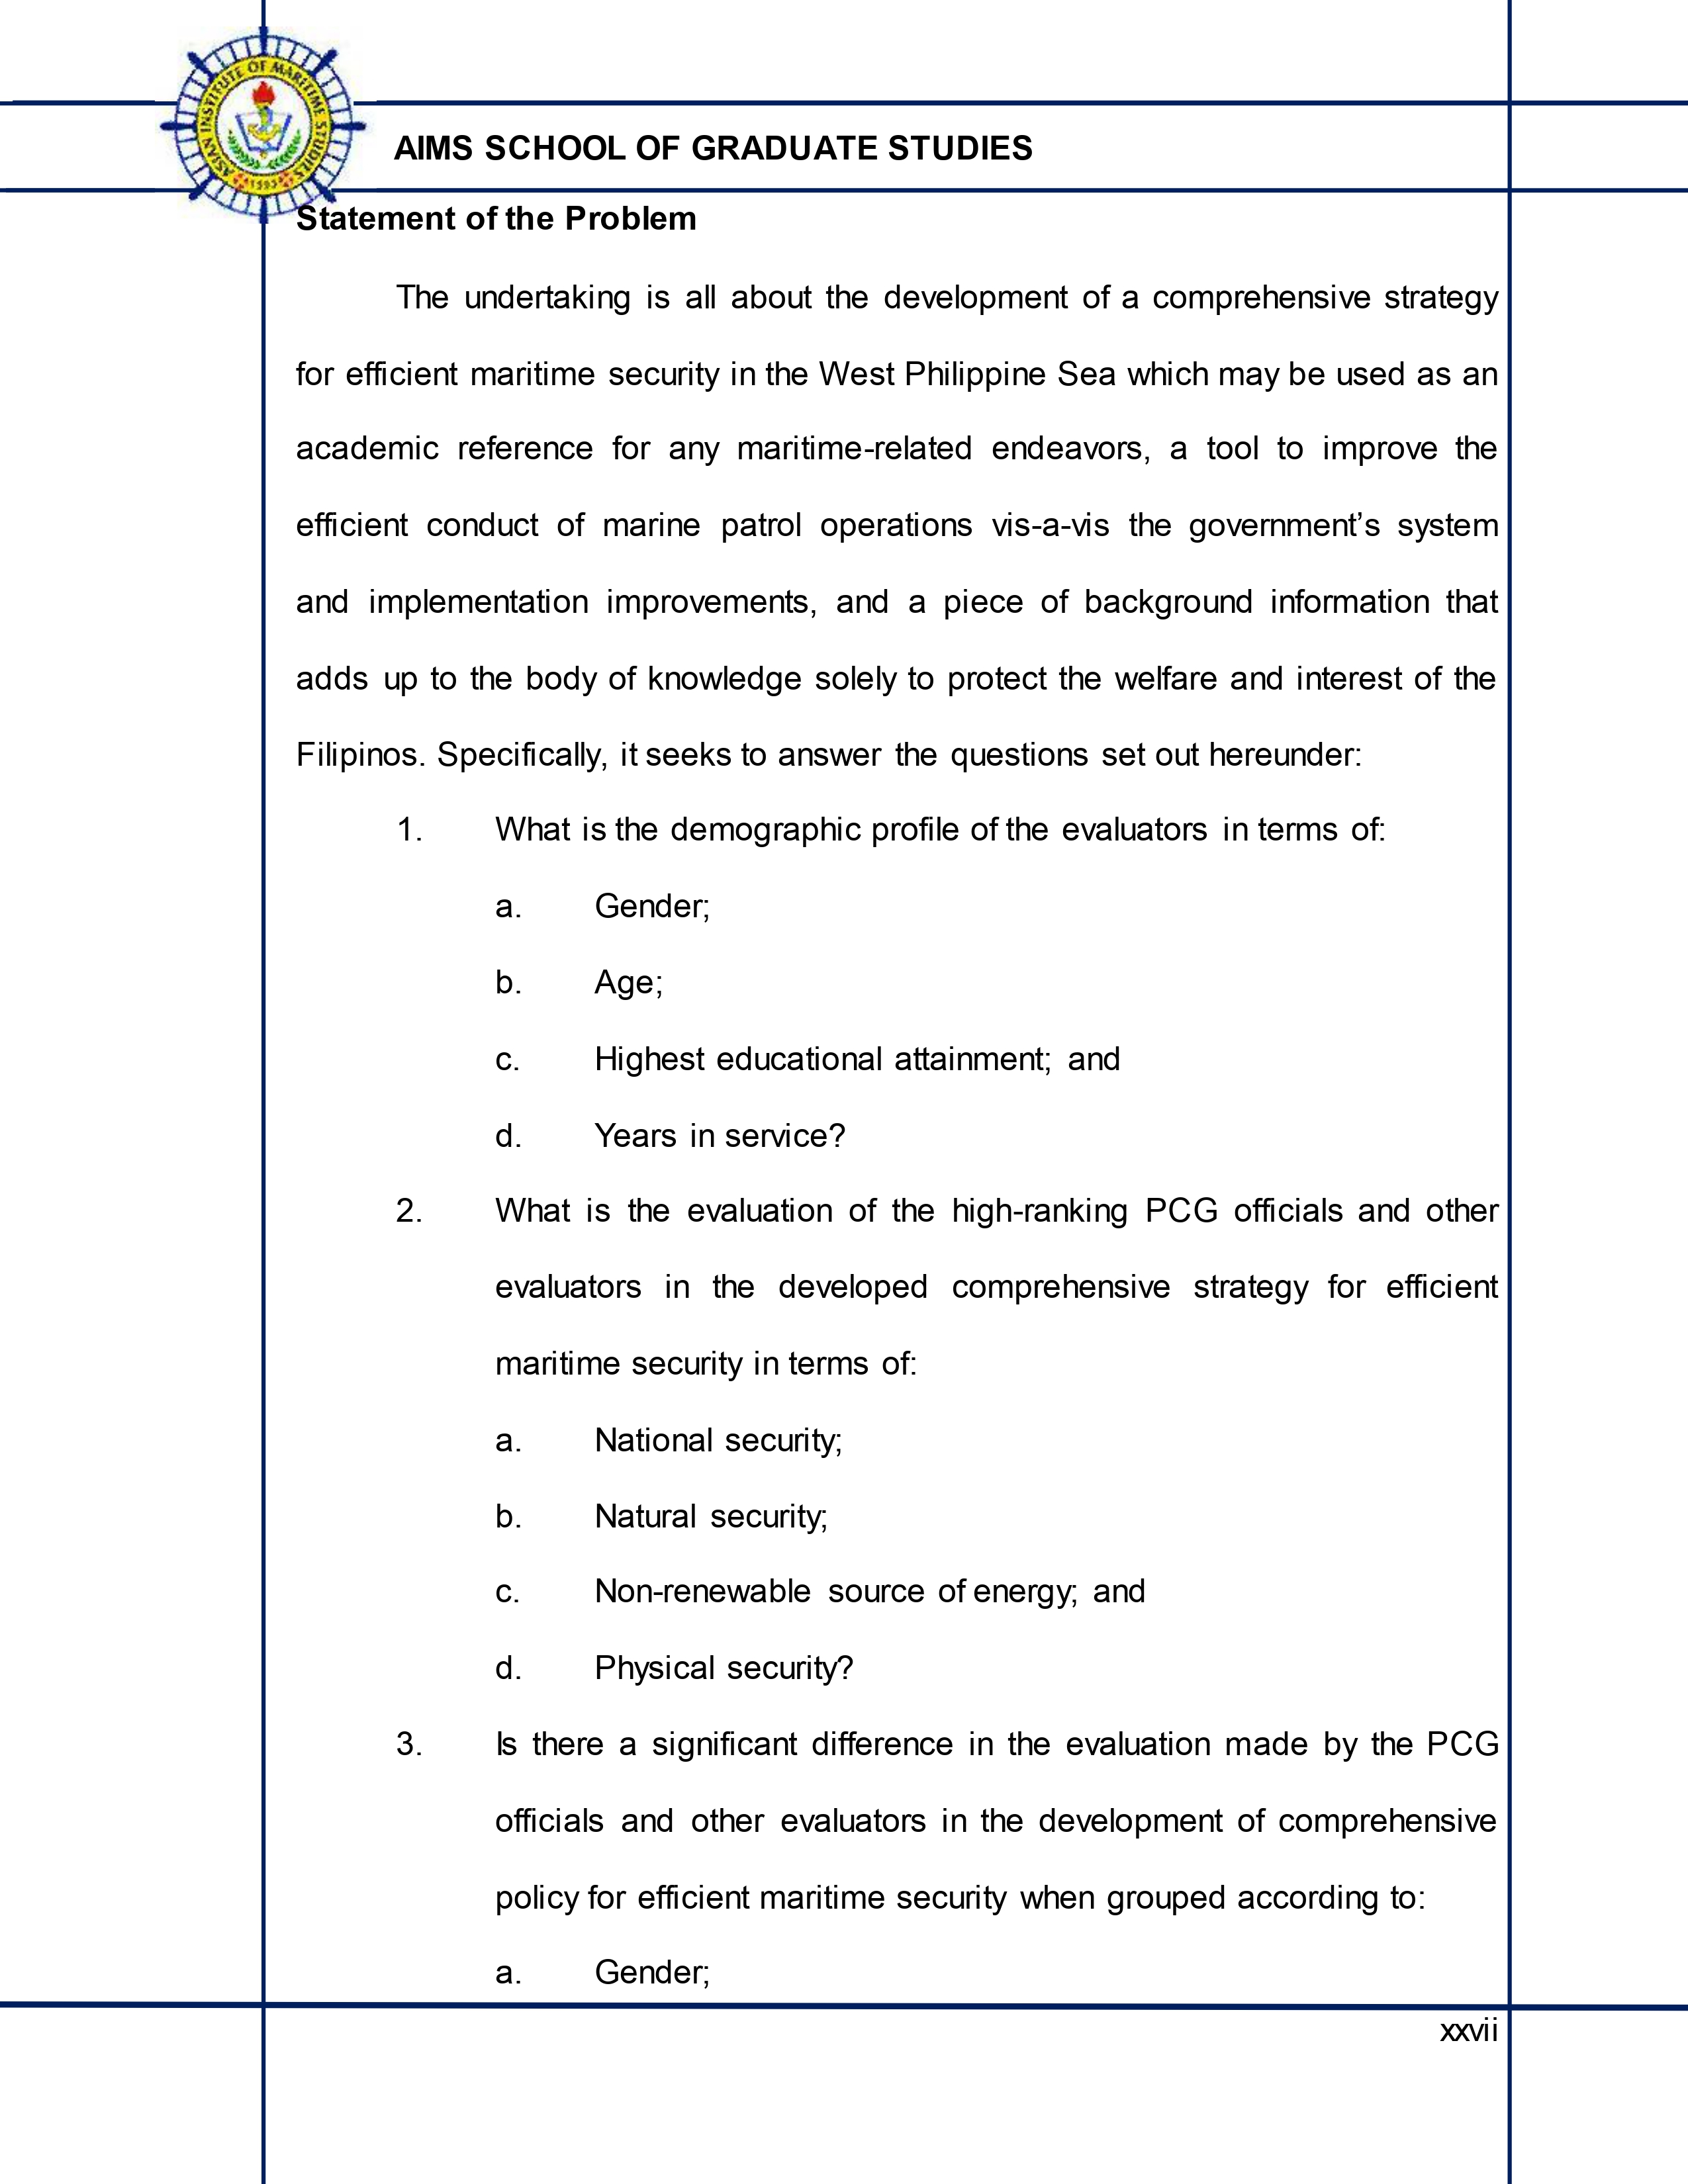 ASIAN INSTITUTE OF MARITIME STUDIES
1993
AIMS SCHOOL OF GRADUATE STUDIES
Statement of the Problem
The undertaking is all about the development of a comprehensive strategy
for efficient maritime security in the West Philippine Sea which may be used as an
academic reference for any maritime-related endeavors, a tool to improve the
efficient conduct of marine patrol operations vis-a-vis the government’s system
and implementation improvements, and a piece of background information that
adds up to the body of knowledge solely to protect the welfare and interest of the
Filipinos. Specifically, it seeks to answer the questions set out hereunder:
1. What is the demographic profile of the evaluators in terms of:
a. Gender;
b. Age;
c. Highest educational attainment; and
d. Years in service?
2. What is the evaluation of the high-ranking PCG officials and other
evaluators in the developed comprehensive strategy for efficient
maritime security in terms of:
a. National security;
b. Natural security;
c. Non-renewable source of energy; and
d. Physical security?
3. Is there a significant difference in the evaluation made by the PCG
officials and other evaluators in the development of comprehensive
policy for efficient maritime security when grouped according to:
a. Gender;
xxvii